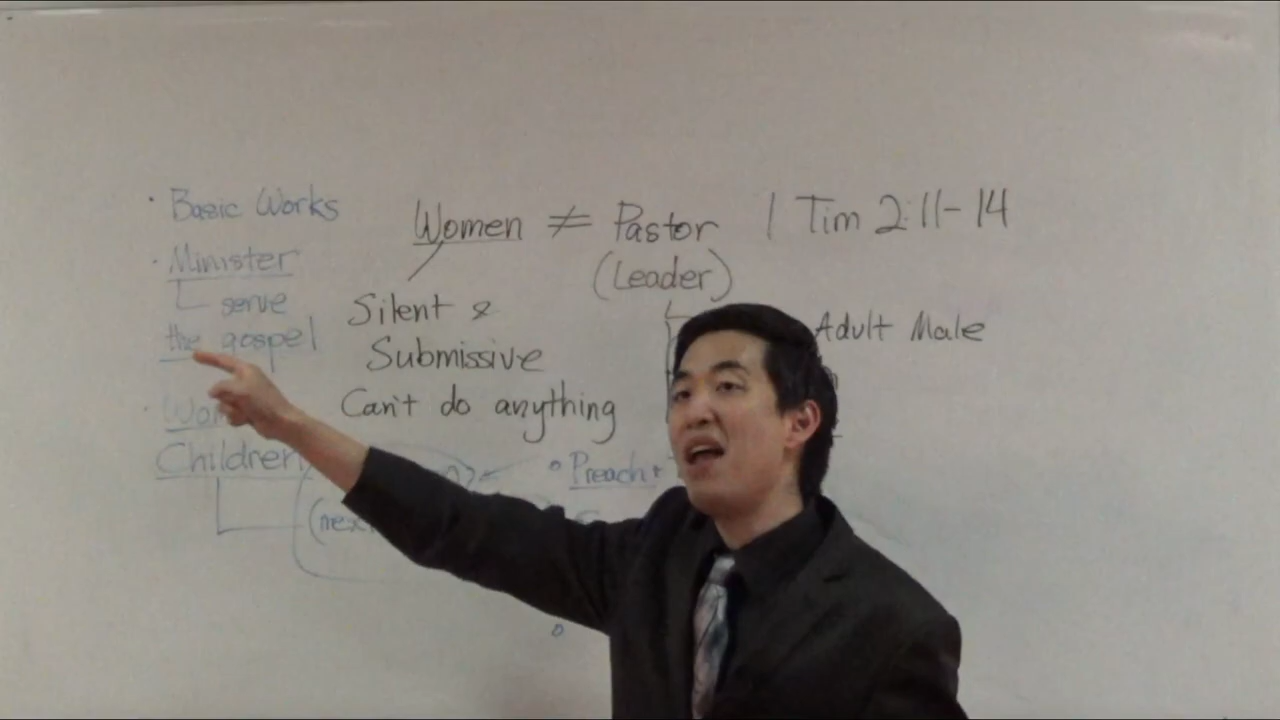 · Basic Works
· Minister
serve
the gospel
Children
Women ≠ Pastor
(Leader)
1 Tim 2:11-14
Silent &
Submissive
Can't do anything
Adult Male
Preach